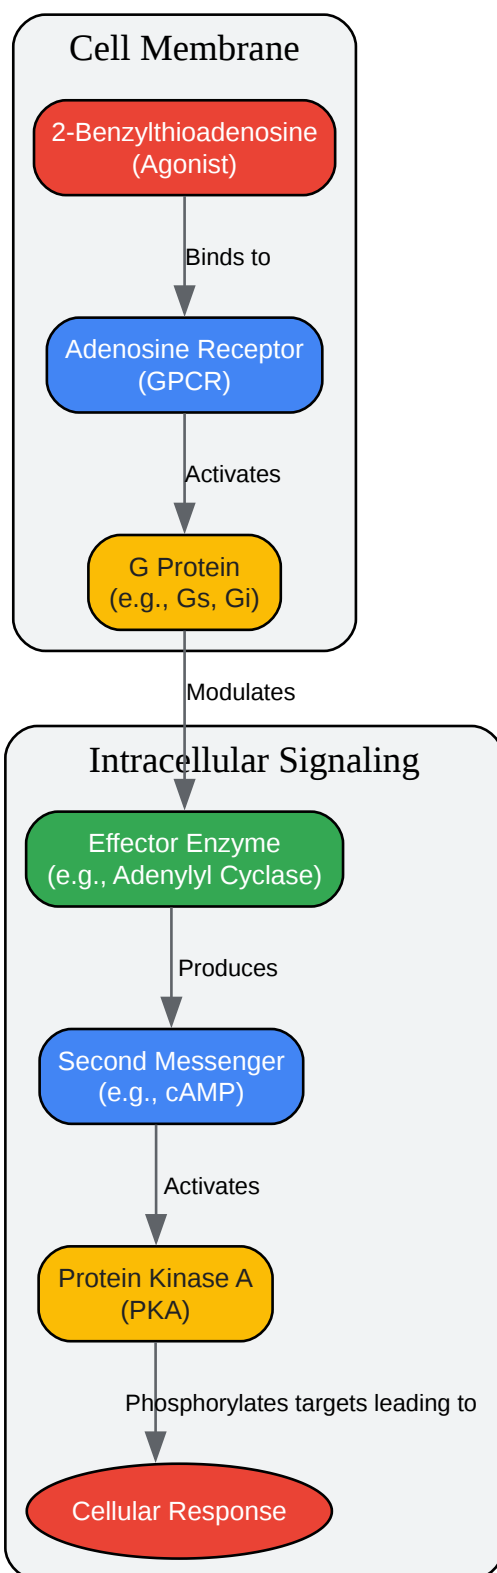 Cell Membrane
2-Benzylthioadenosine
(Agonist)
Binds to
Adenosine Receptor
(GPCR)
Activates
G Protein
(e.g., Gs, Gi)
Modulates
Intracellular Signaling
Effector Enzyme
(e.g., Adenylyl Cyclase)
Produces
Second Messenger
(e.g., cAMP)
Activates
Protein Kinase A
(PKA)
Phosphorylates targets leading to
Cellular Response